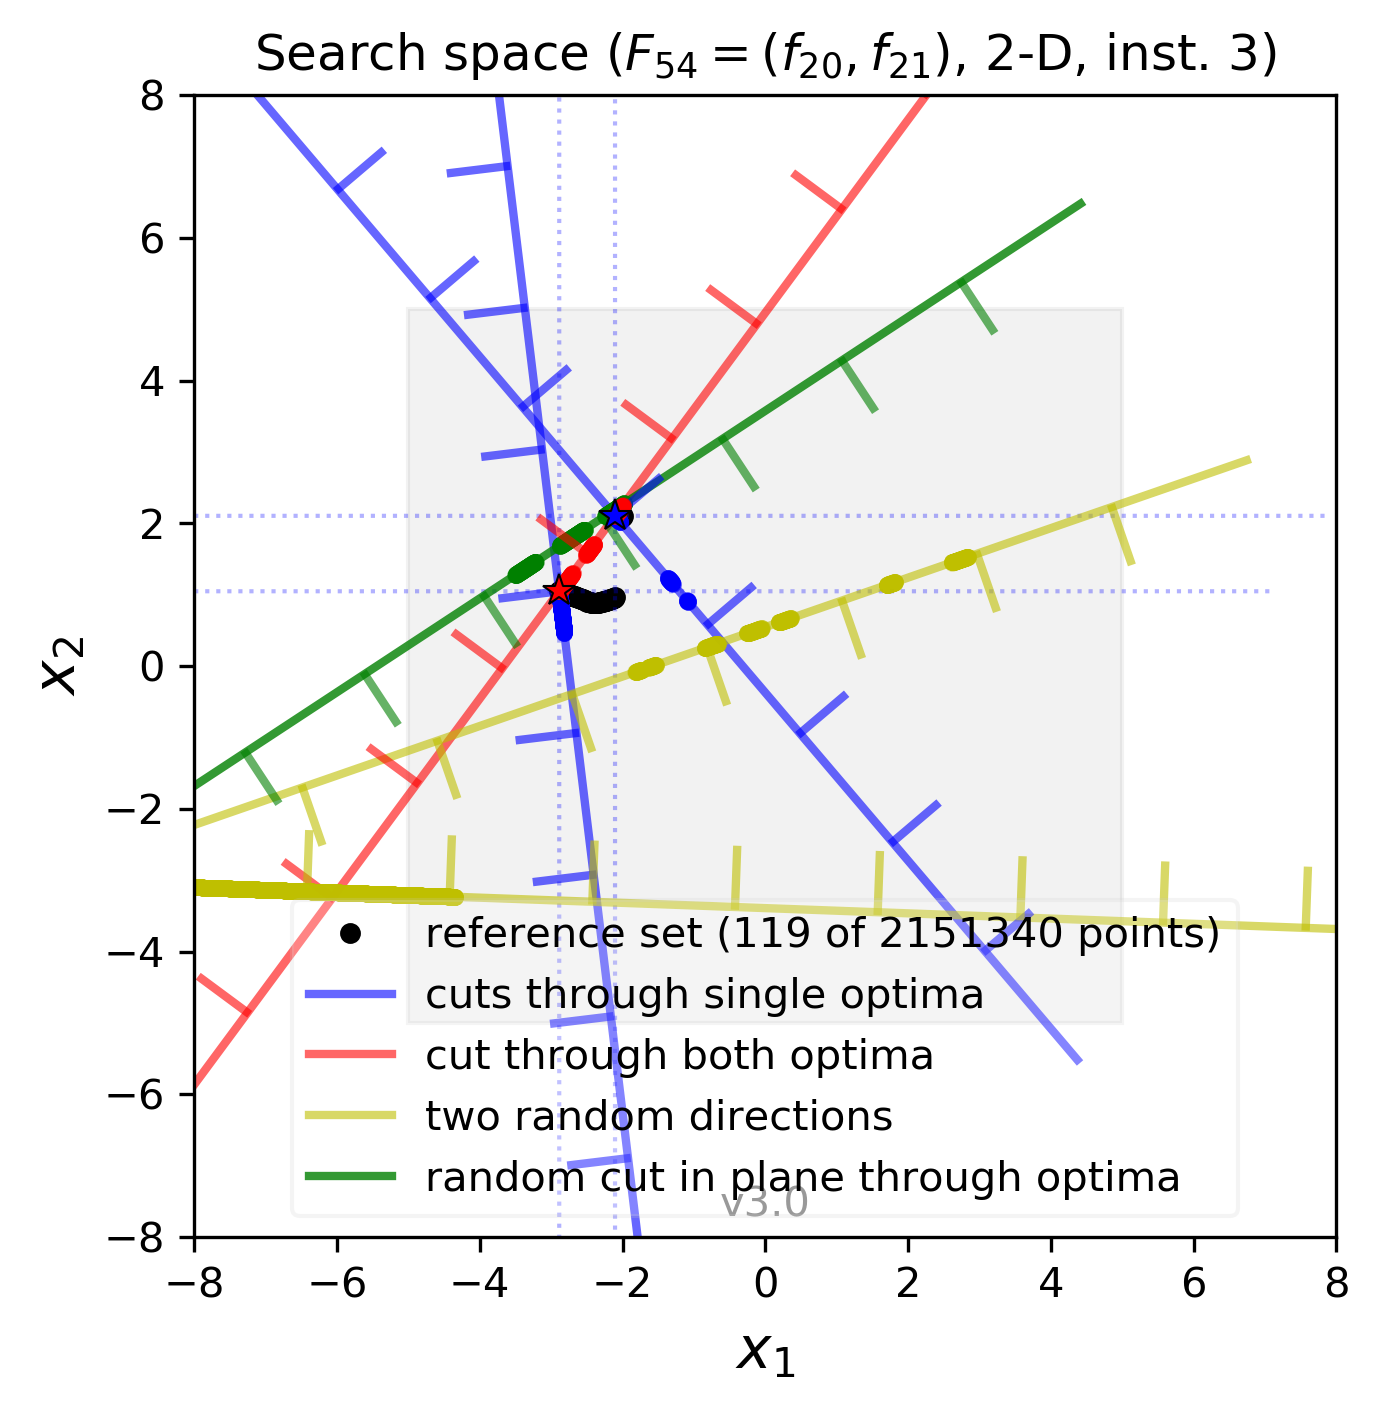 Search space (F54 = (f20, f21), 2-D, inst. 3)
8
6
4
2
0
−2
−4
−6
−8
x2
reference set (119 of 2151340 points)
cuts through single optima
cut through both optima
two random directions
random cut in plane through optima
v3.0
−8 −6 −4 −2 0 2 4 6 8
x1